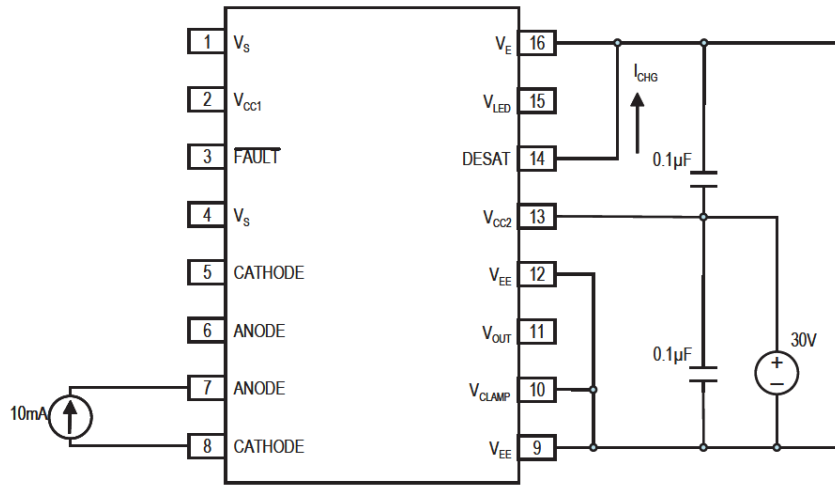 1 VS VE 16
ICHG
2 VCC1 VLED 15
3 FAULT DESAT 14
0.1µF
4 VS VCC2 13
5 CATHODE VEE 12
6 ANODE VOUT 11
30V
0.1µF
+
7 ANODE VCLAMP 10
–
10mA
8 CATHODE VEE 9